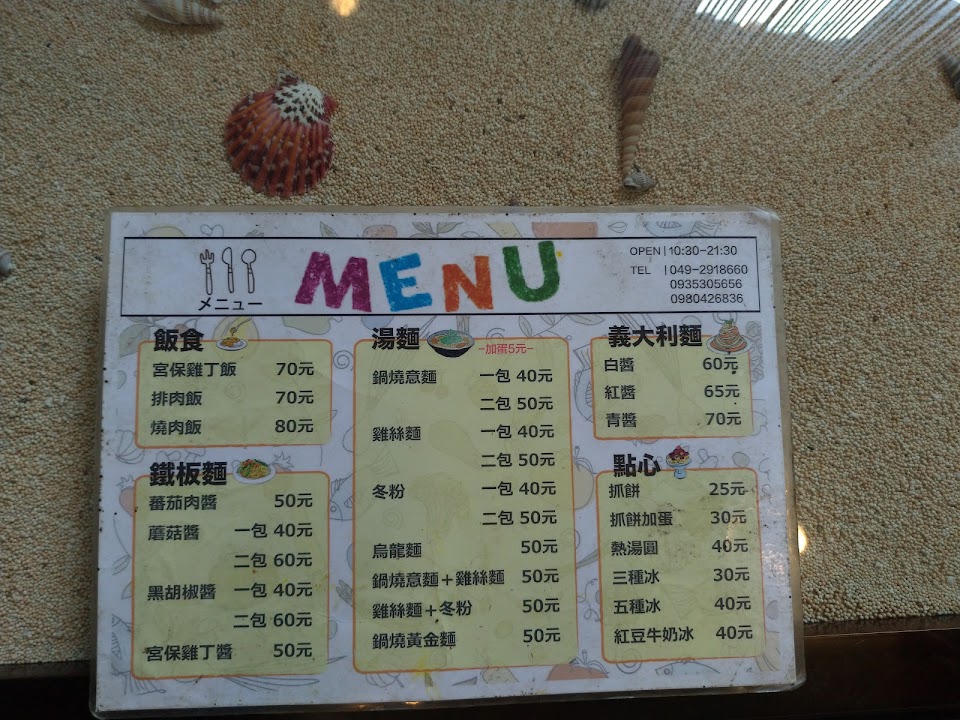 MENU
メニュー
OPEN | 10:30-21:30
TEL | 049-2918660
0935305656
0980426836
飯食
宮保雞丁飯 70元
排肉飯 70元
燒肉飯 80元
鐵板麵
蕃茄肉醬 50元
蘑菇醬 一包 40元
二包 60元
黑胡椒醬 一包 40元
二包 60元
宮保雞丁醬 50元
湯麵
-加蛋5元-
鍋燒意麵 一包 40元
二包 50元
雞絲麵 一包 40元
二包 50元
冬粉 一包 40元
二包 50元
烏龍麵 50元
鍋燒意麵+雞絲麵 50元
雞絲麵+冬粉 50元
鍋燒黃金麵 50元
義大利麵
白醬 60元
紅醬 65元
青醬 70元
點心
抓餅 25元
抓餅加蛋 30元
熱湯圓 40元
三種冰 30元
五種冰 40元
紅豆牛奶冰 40元